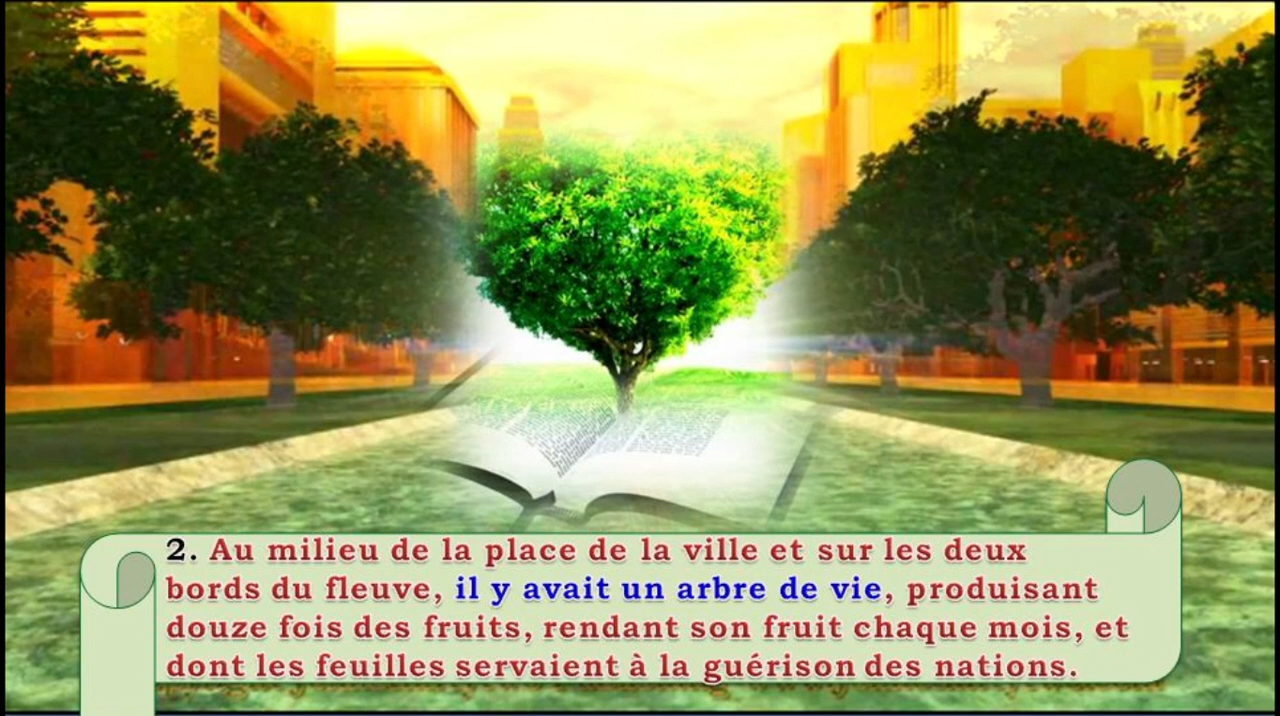 2. Au milieu de la place de la ville et sur les deux
bords du fleuve, il y avait un arbre de vie, produisant
douze fois des fruits, rendant son fruit chaque mois, et
dont les feuilles servaient à la guérison des nations.